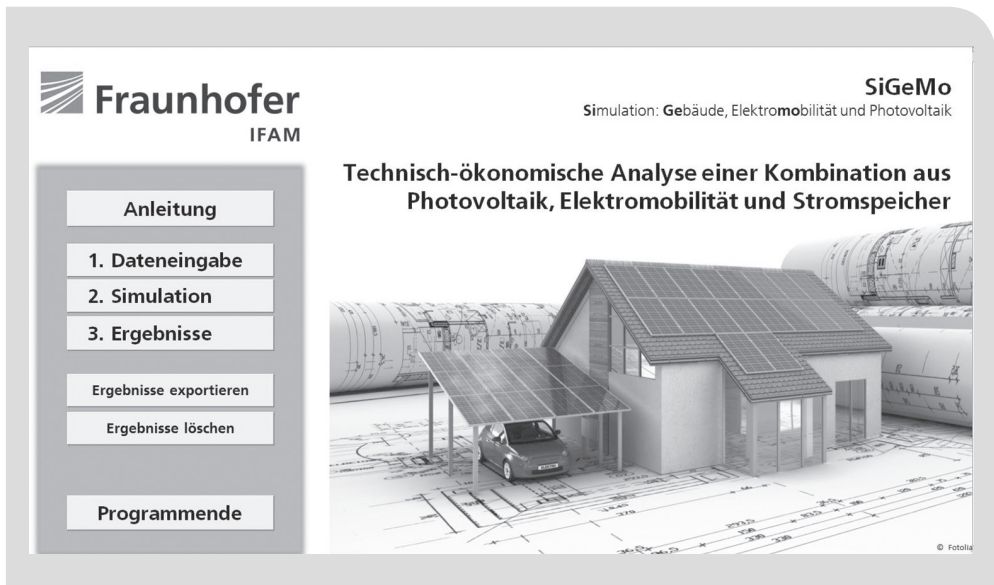 Fraunhofer
IFAM
SiGeMo
Simulation: Gebäude, Elektromobilität und Photovoltaik
Technisch-ökonomische Analyse einer Kombination aus
Photovoltaik, Elektromobilität und Stromspeicher
Anleitung
1. Dateneingabe
2. Simulation
3. Ergebnisse
Ergebnisse exportieren
Ergebnisse löschen
Programmende
© Fotolia